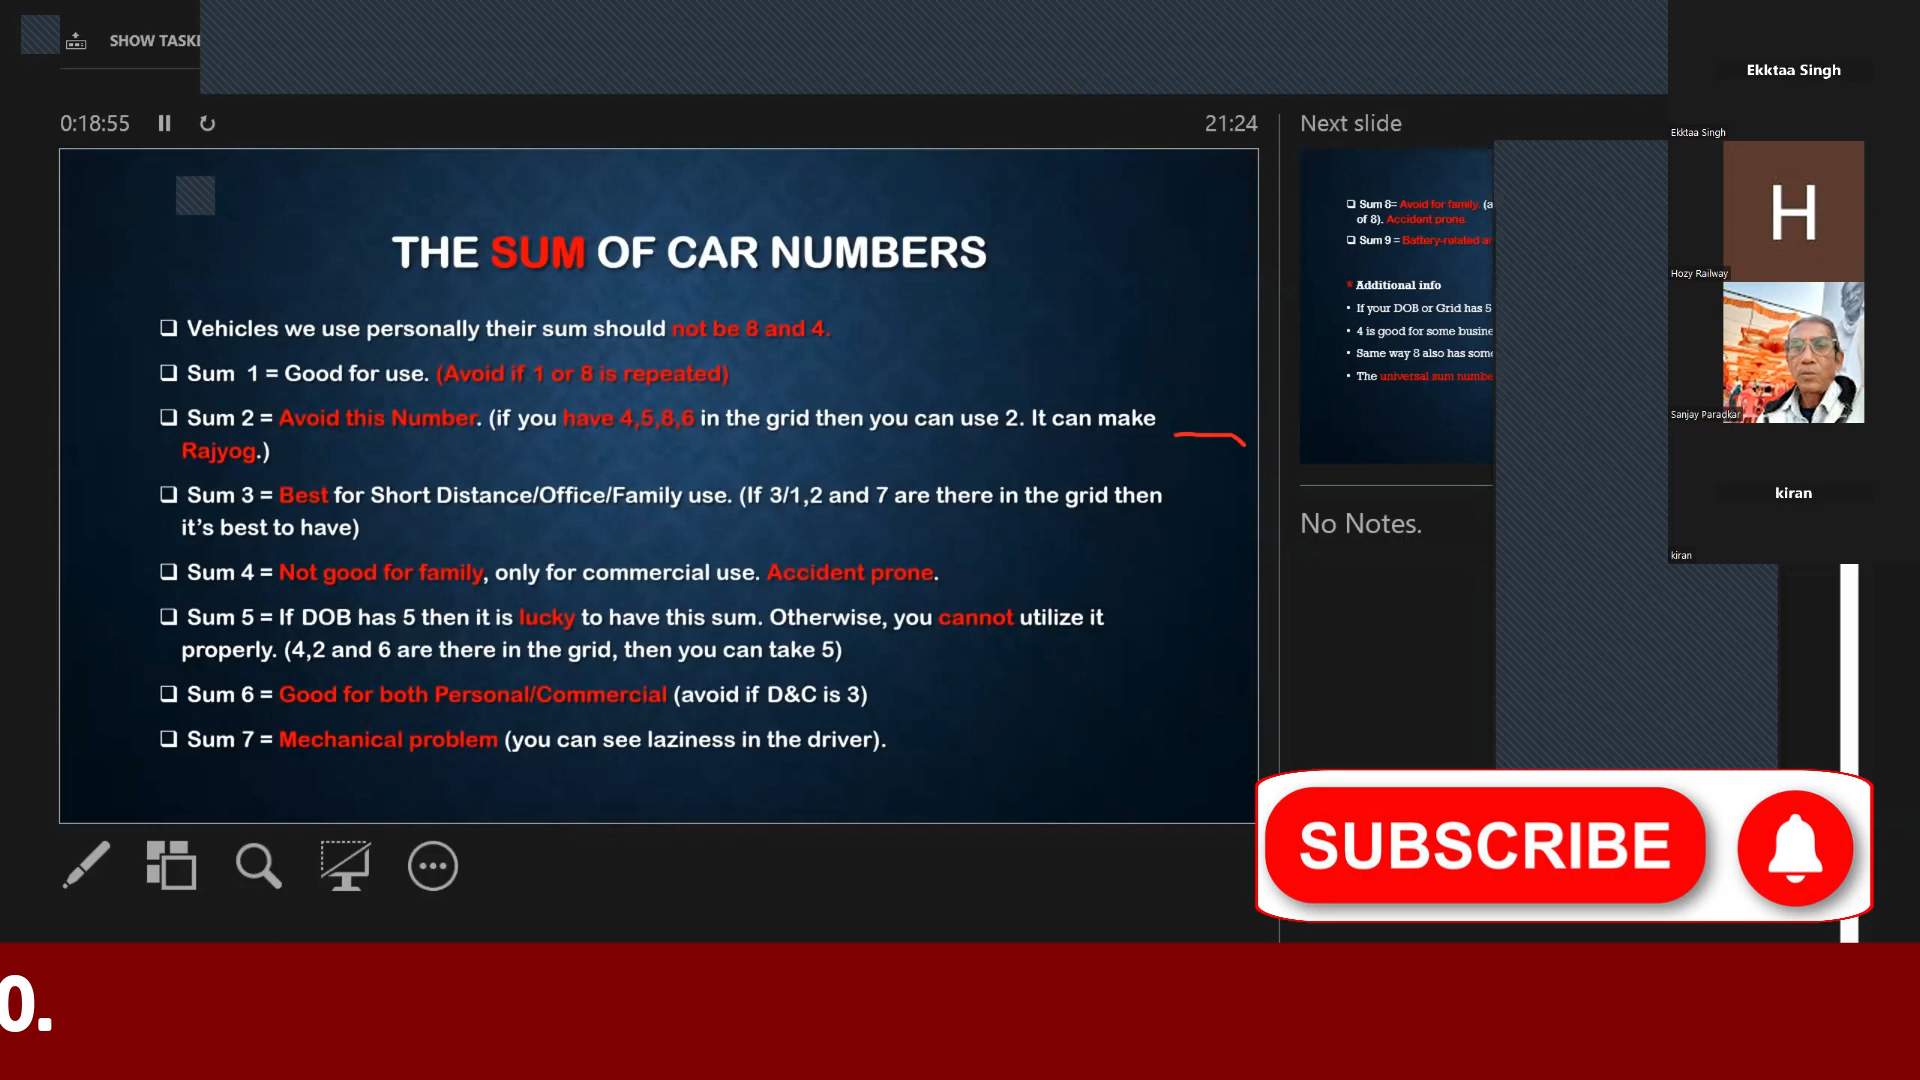 SHOW TASK
0:18:55
21:24
Next slide
THE SUM OF CAR NUMBERS
❑ Vehicles we use personally their sum should not be 8 and 4.
❑ Sum 1 = Good for use. (Avoid if 1 or 8 is repeated)
❑ Sum 2 = Avoid this Number. (if you have 4,5,8,6 in the grid then you can use 2. It can make
Rajyog.)
❑ Sum 3 = Best for Short Distance/Office/Family use. (If 3/1,2 and 7 are there in the grid then
it’s best to have)
❑ Sum 4 = Not good for family, only for commercial use. Accident prone.
❑ Sum 5 = If DOB has 5 then it is lucky to have this sum. Otherwise, you cannot utilize it
properly. (4,2 and 6 are there in the grid, then you can take 5)
❑ Sum 6 = Good for both Personal/Commercial (avoid if D&C is 3)
❑ Sum 7 = Mechanical problem (you can see laziness in the driver).
❑ Sum 8= Avoid for family. (a
of 8). Accident prone.
❑ Sum 9 = Battery-related a
* Additional info
• If your DOB or Grid has 5
• 4 is good for some busine
• Same way 8 also has some
• The universal sum numbe
No Notes.
Ekktaa Singh
Ekktaa Singh
H
Hozy Railway
Sanjay Paradkar
kiran
kiran
SUBSCRIBE
0.